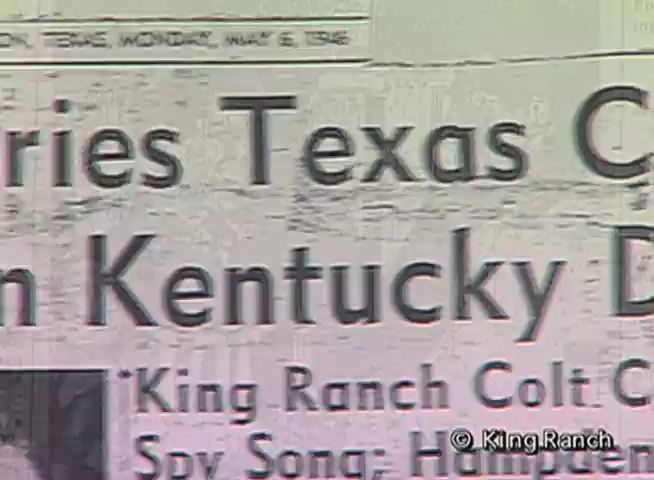 TEXAS, MONDAY, MAY 6, 1946
ries Texas C
n Kentucky D
King Ranch Colt C
Spy Song; Hampden
© King Ranch